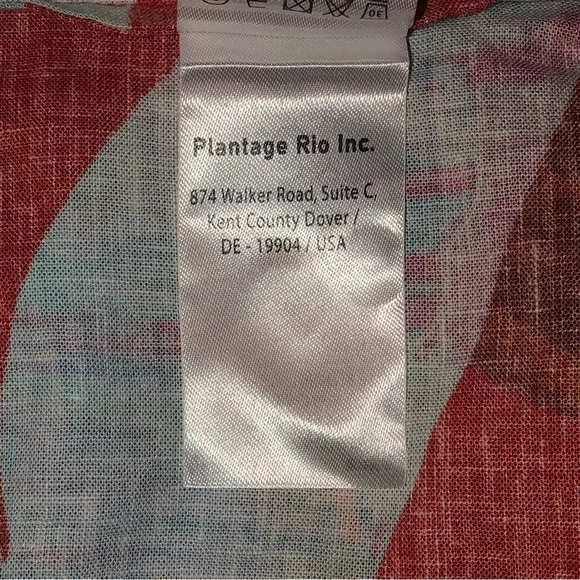 Plantage Rio Inc.
874 Walker Road, Suite C,
Kent County Dover /
DE - 19904 / USA